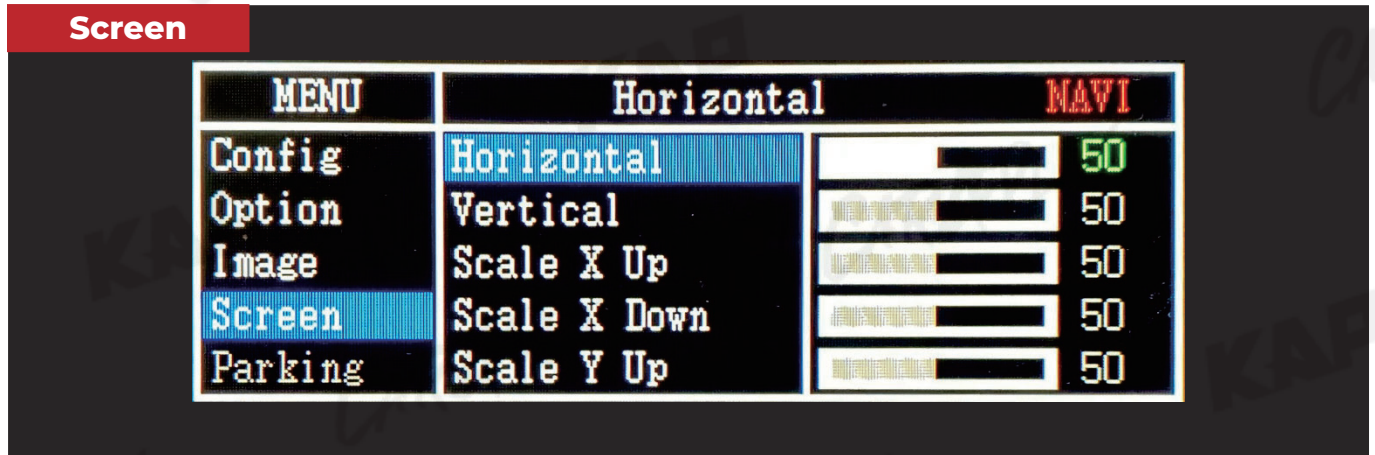 Screen
MENU Horizontal NAVI
Config Horizontal 50
Option Vertical 50
Image Scale X Up 50
Screen Scale X Down 50
Parking Scale Y Up 50
KAP